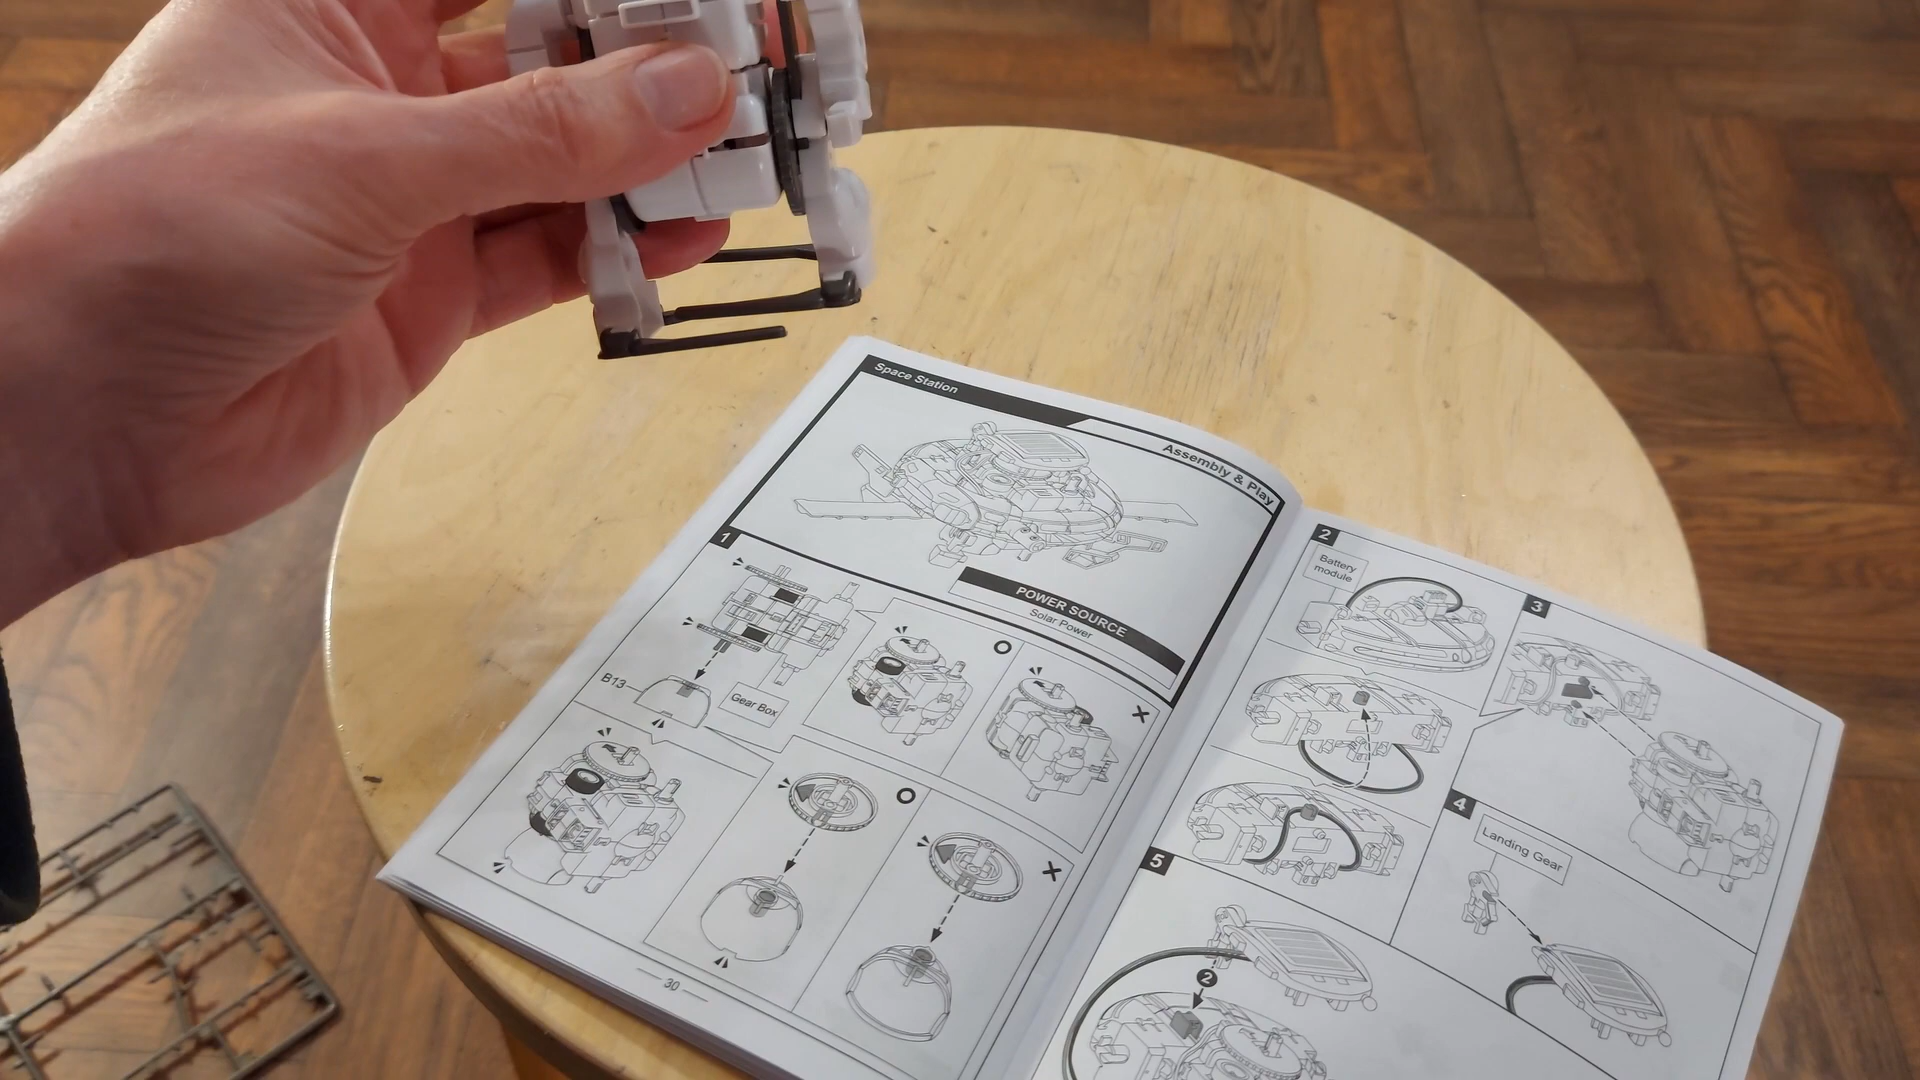 Space Station
Assembly & Play
POWER SOURCE
Solar Power
1
B13
Gear Box
30
2
Battery
module
3
4
Landing Gear
5
2